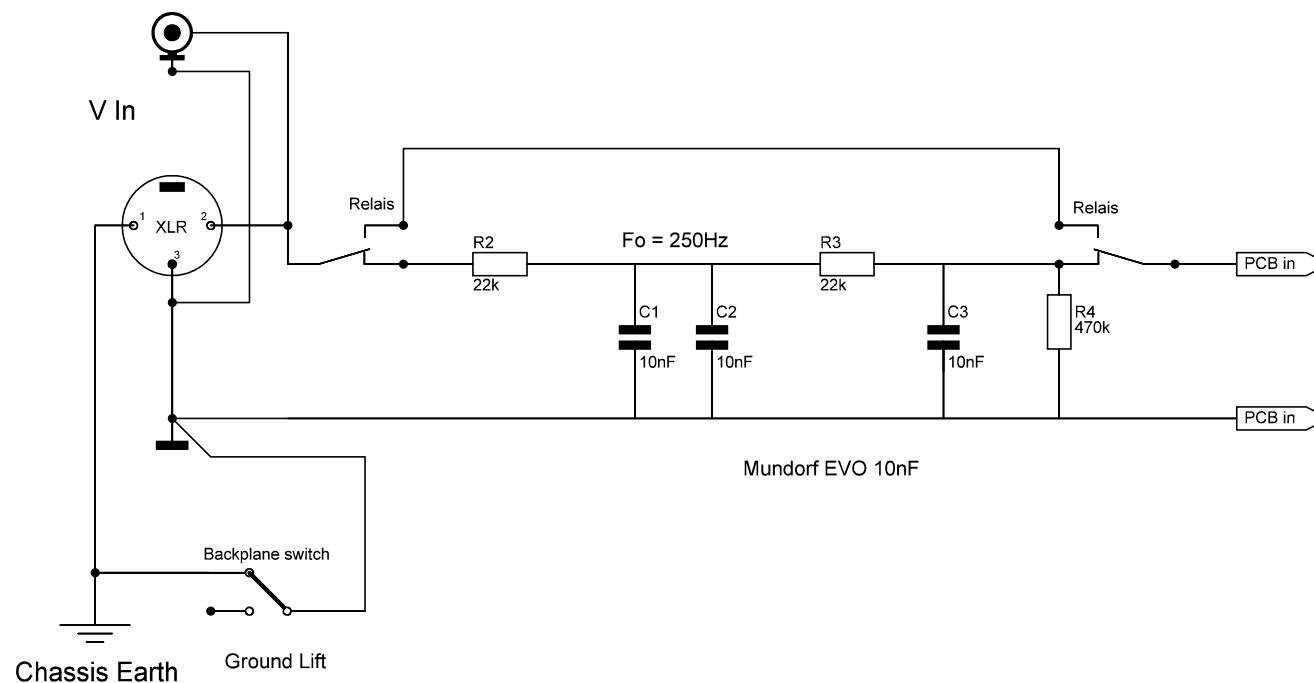 V In
1
XLR
2
3
Relais
Relais
R2
22k
Fo = 250Hz
R3
22k
PCB in
C1
10nF
C2
10nF
C3
10nF
R4
470k
PCB in
Mundorf EVO 10nF
Backplane switch
Ground Lift
Chassis Earth